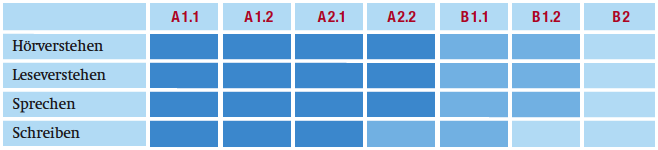 A1.1 A1.2 A2.1 A2.2 B1.1 B1.2 B2
Hörverstehen
Leseverstehen
Sprechen
Schreiben